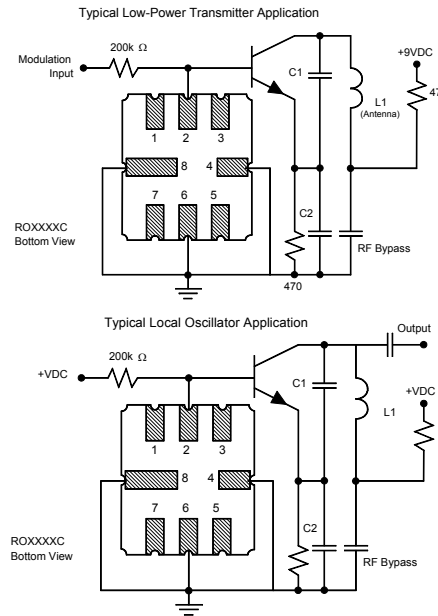 Typical Low-Power Transmitter Application
Modulation
Input
200k Ω
C1
L1
(Antenna)
+9VDC
47
1
2
3
8
4
7
6
5
C2
470
RF Bypass
ROXXXXC
Bottom View
Typical Local Oscillator Application
Output
+VDC
200k Ω
C1
L1
+VDC
1
2
3
8
4
7
6
5
C2
RF Bypass
ROXXXXC
Bottom View